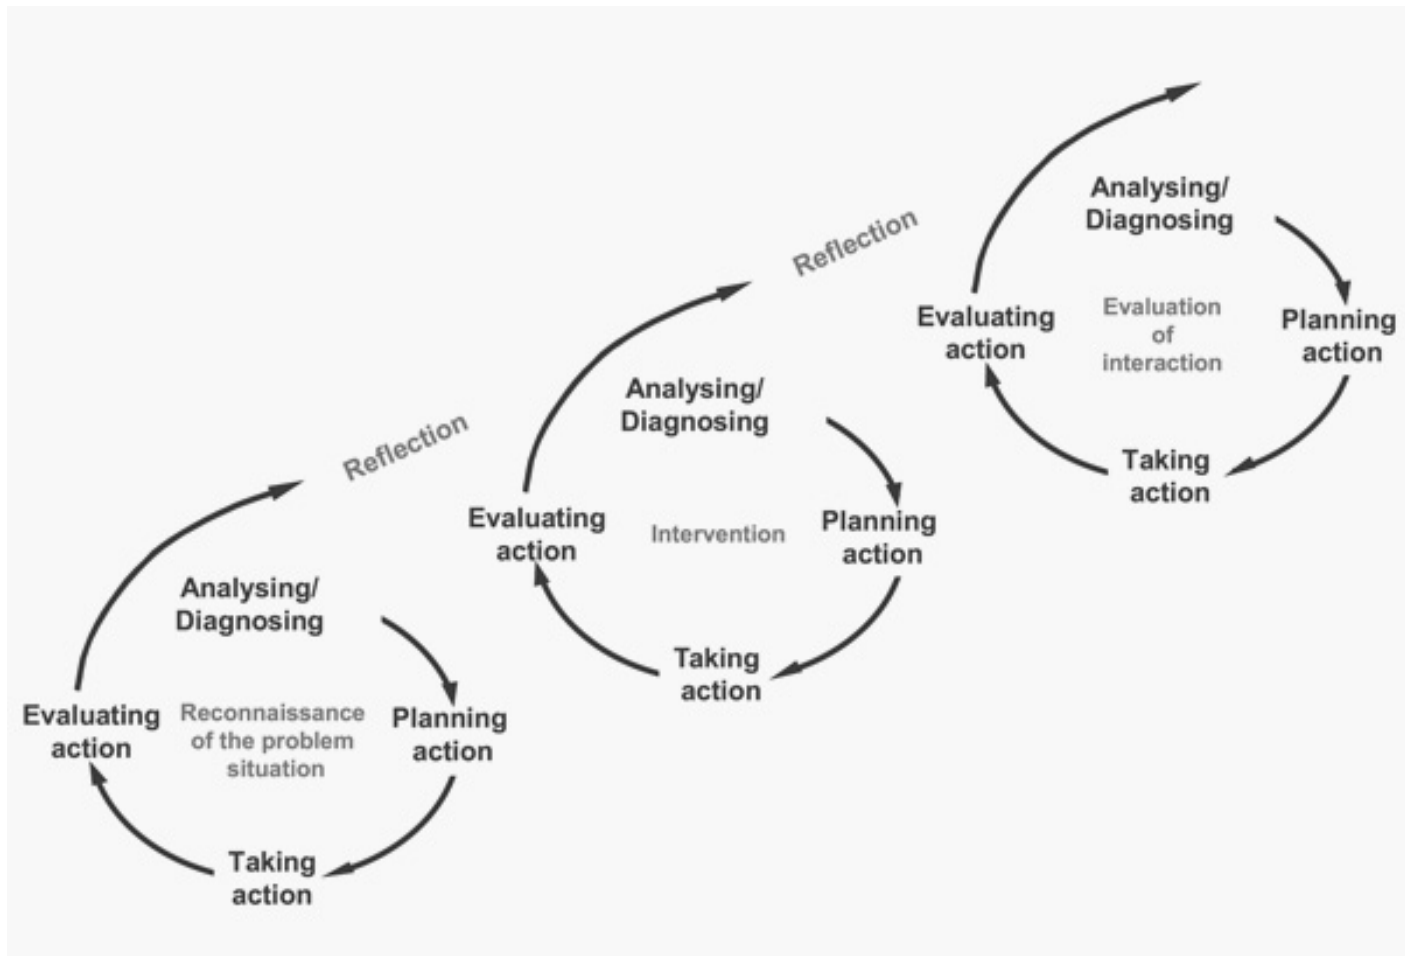 Analysing/
Diagnosing
Reflection
Evaluating
action
Evaluation
of
interaction
Planning
action
Taking
action
Analysing/
Diagnosing
Reflection
Evaluating
action
Intervention
Planning
action
Taking
action
Analysing/
Diagnosing
Evaluating
action
Reconnaissance
of the problem
situation
Planning
action
Taking
action